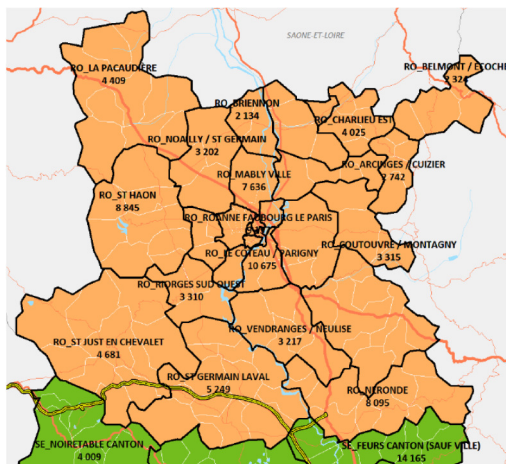 SAONE-ET-LOIRE
RO_LA PACAUDIÈRE
4 409
RO_BELMONT / ECOCHE
2 324
RO_BRIENNON
2 134
RO_CHARLIEU EST
4 025
RO_NOAILLY / ST GERMAIN
3 202
RO_ARCINGES / CUIZIER
2 742
RO_MABLY VILLE
7 636
RO_ST HAON
8 845
RO_ROANNE FAUBOURG LE PARIS
RO_COUTOUVRE / MONTAGNY
3 315
RO_LE COTEAU / PARIGNY
10 675
RO_RIORGES SUD OUEST
3 310
RO_VENDRANGES / NEULISE
3 217
RO_ST JUST EN CHEVALET
4 681
RO_ST GERMAIN LAVAL
5 249
RO_NERONDE
8 095
SE_NOIRETABLE CANTON
4 009
SE_FEURS CANTON (SAUF VILLE)
14 165